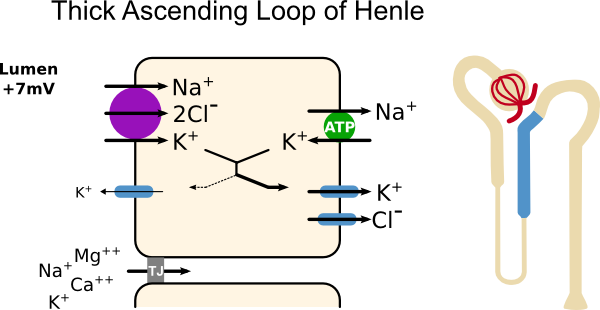 Thick Ascending Loop of Henle
Lumen
+7mV
Na⁺
2Cl⁻
K⁺
Na⁺
ATP
K⁺
K⁺
K⁺
Cl⁻
Mg⁺⁺
Na⁺
Ca⁺⁺
K⁺
TJ